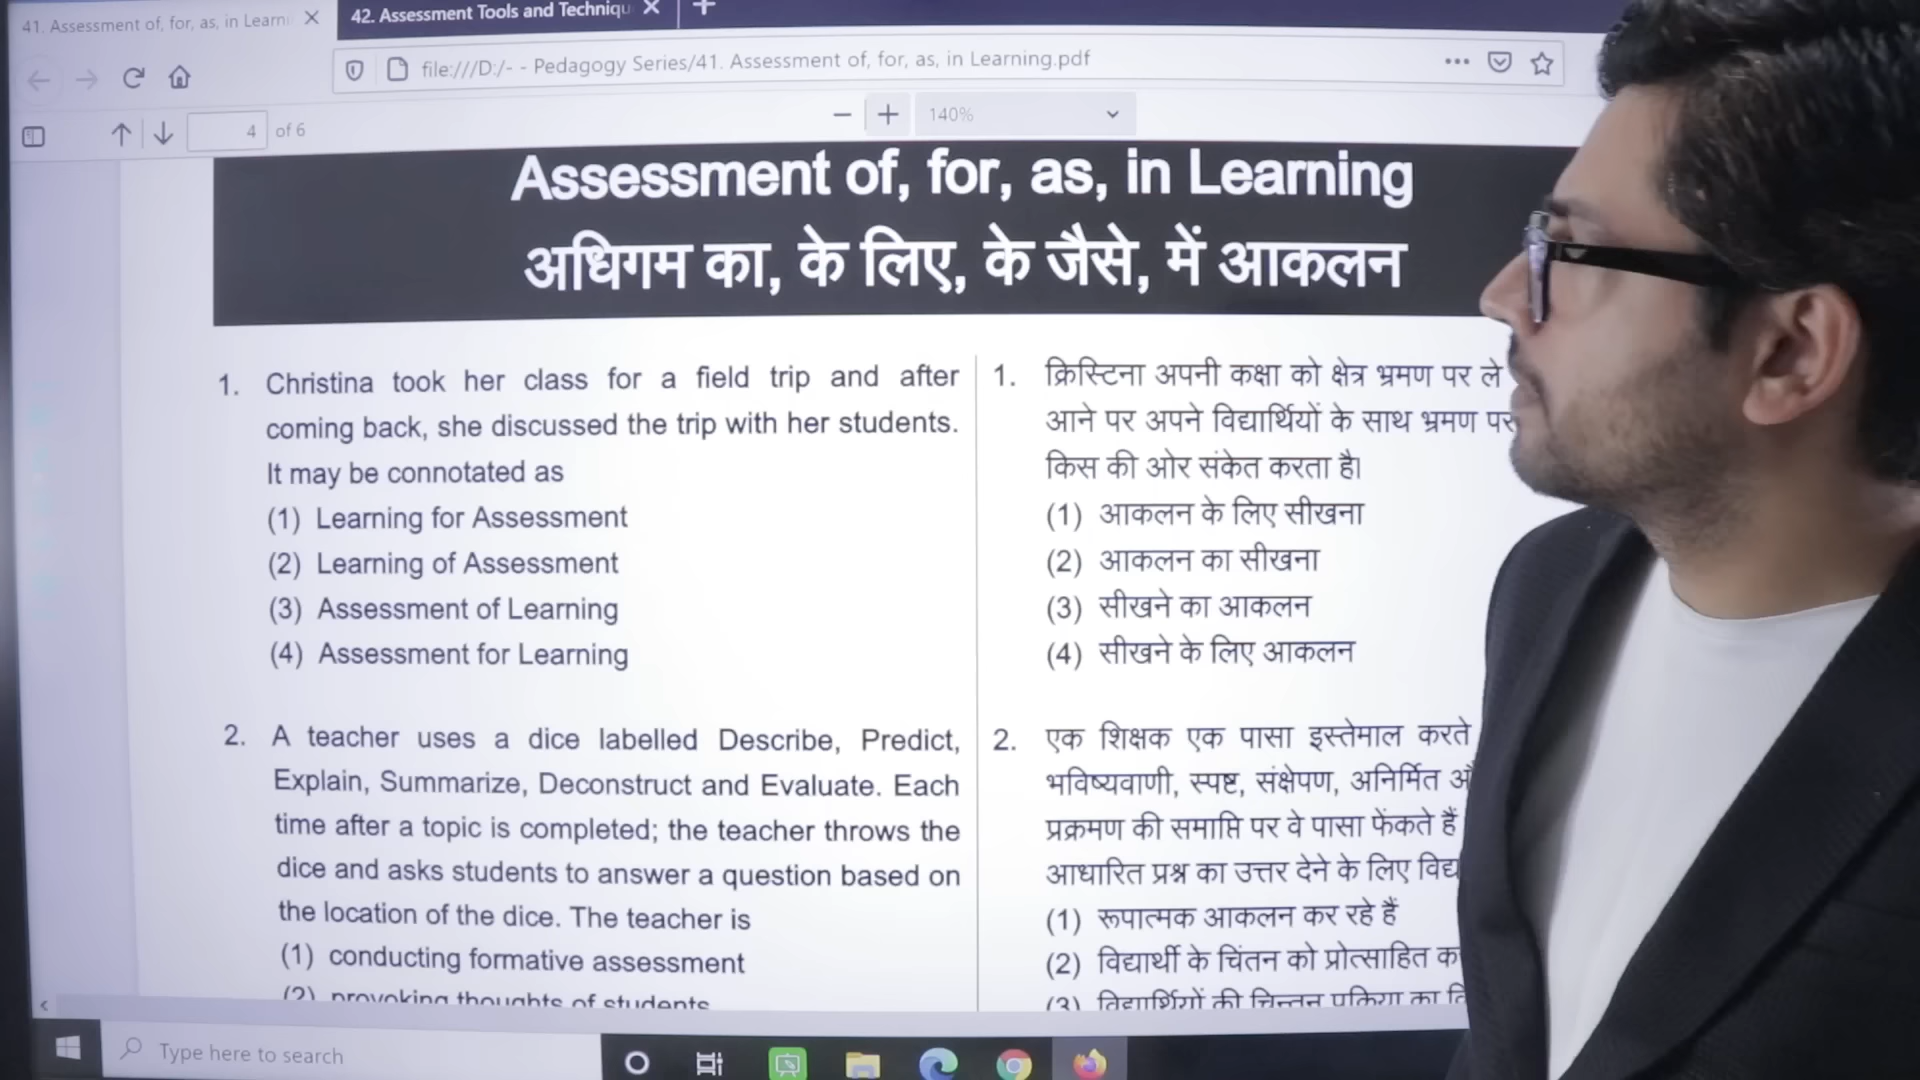 41. Assessment of, for, as, in Learni
42. Assessment Tools and Techniqu
file:///D:/- - Pedagogy Series/41. Assessment of, for, as, in Learning.pdf
4 of 6
140%
Assessment of, for, as, in Learning
अधिगम का, के लिए, के जैसे, में आकलन
1. Christina took her class for a field trip and after
coming back, she discussed the trip with her students.
It may be connotated as
(1) Learning for Assessment
(2) Learning of Assessment
(3) Assessment of Learning
(4) Assessment for Learning
2. A teacher uses a dice labelled Describe, Predict,
Explain, Summarize, Deconstruct and Evaluate. Each
time after a topic is completed; the teacher throws the
dice and asks students to answer a question based on
the location of the dice. The teacher is
(1) conducting formative assessment
(2) provoking thoughts of students
1. क्रिस्टिना अपनी कक्षा को क्षेत्र भ्रमण पर ले
आने पर अपने विद्यार्थियों के साथ भ्रमण पर
किस की ओर संकेत करता है।
(1) आकलन के लिए सीखना
(2) आकलन का सीखना
(3) सीखने का आकलन
(4) सीखने के लिए आकलन
2. एक शिक्षक एक पासा इस्तेमाल करते
भविष्यवाणी, स्पष्ट, संक्षेपण, अनिर्मित
प्रक्रमण की समाप्ति पर वे पासा फेंकते हैं
आधारित प्रश्न का उत्तर देने के लिए
(1) रूपात्मक आकलन कर रहे हैं
(2) विद्यार्थी के चिंतन को प्रोत्साहित
(3) विद्यार्थियों की चिन्तन प्रक्रिया का
Type here to search